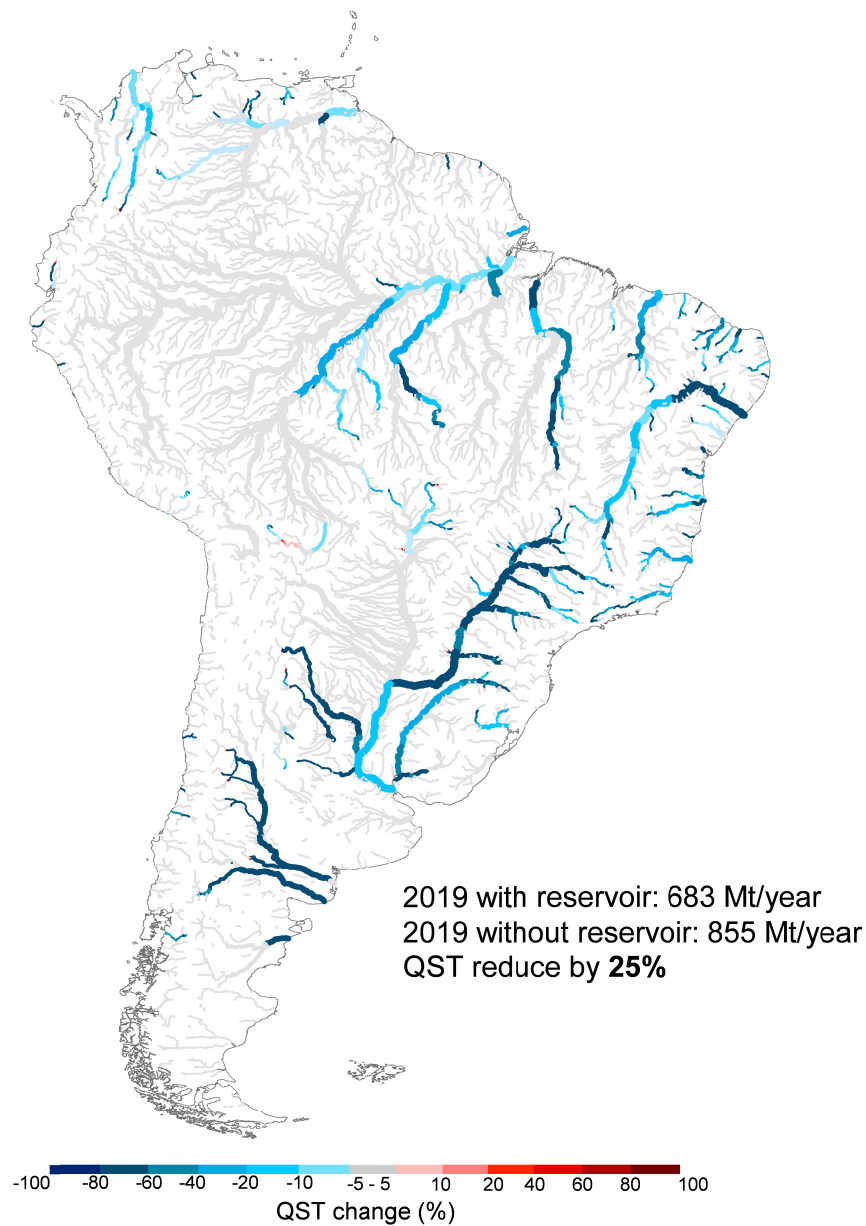 2019 with reservoir: 683 Mt/year
2019 without reservoir: 855 Mt/year
QST reduce by 25%
-100 -80 -60 -40 -20 -10 -5 - 5 10 20 40 60 80 100
QST change (%)